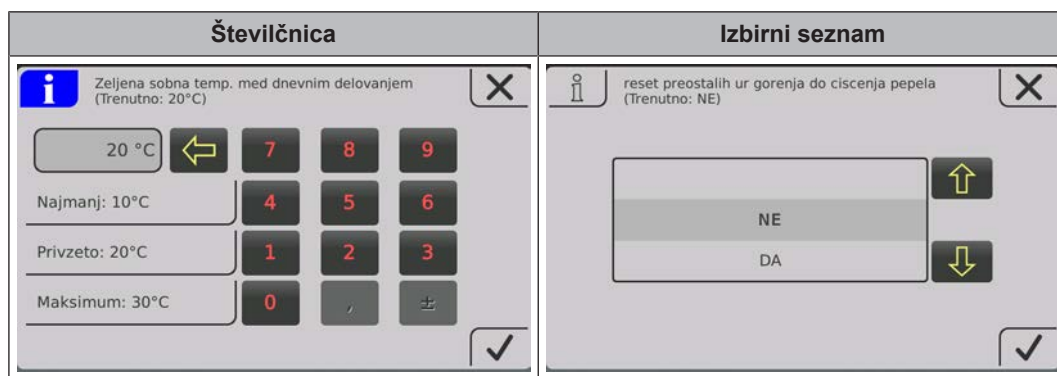 Številčnica
Izbirni seznam
i
Zeljena sobna temp. med dnevnim delovanjem
(Trenutno: 20°C)
20 °C
7 8 9
Najmanj: 10°C
4 5 6
Privzeto: 20°C
1 2 3
Maksimum: 30°C
0 , ±
i
reset preostalih ur gorenja do ciscenja pepela
(Trenutno: NE)
NE
DA